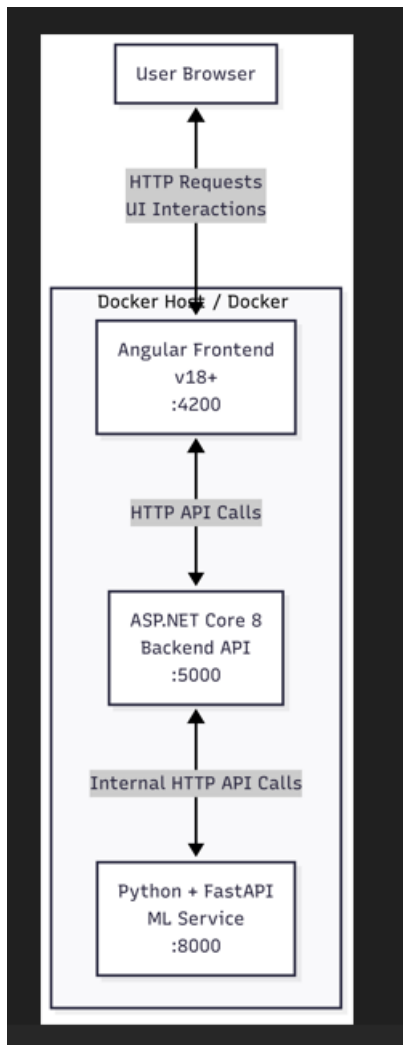 User Browser
HTTP Requests
UI Interactions
Docker Host / Docker
Angular Frontend
v18+
:4200
HTTP API Calls
ASP.NET Core 8
Backend API
:5000
Internal HTTP API Calls
Python + FastAPI
ML Service
:8000